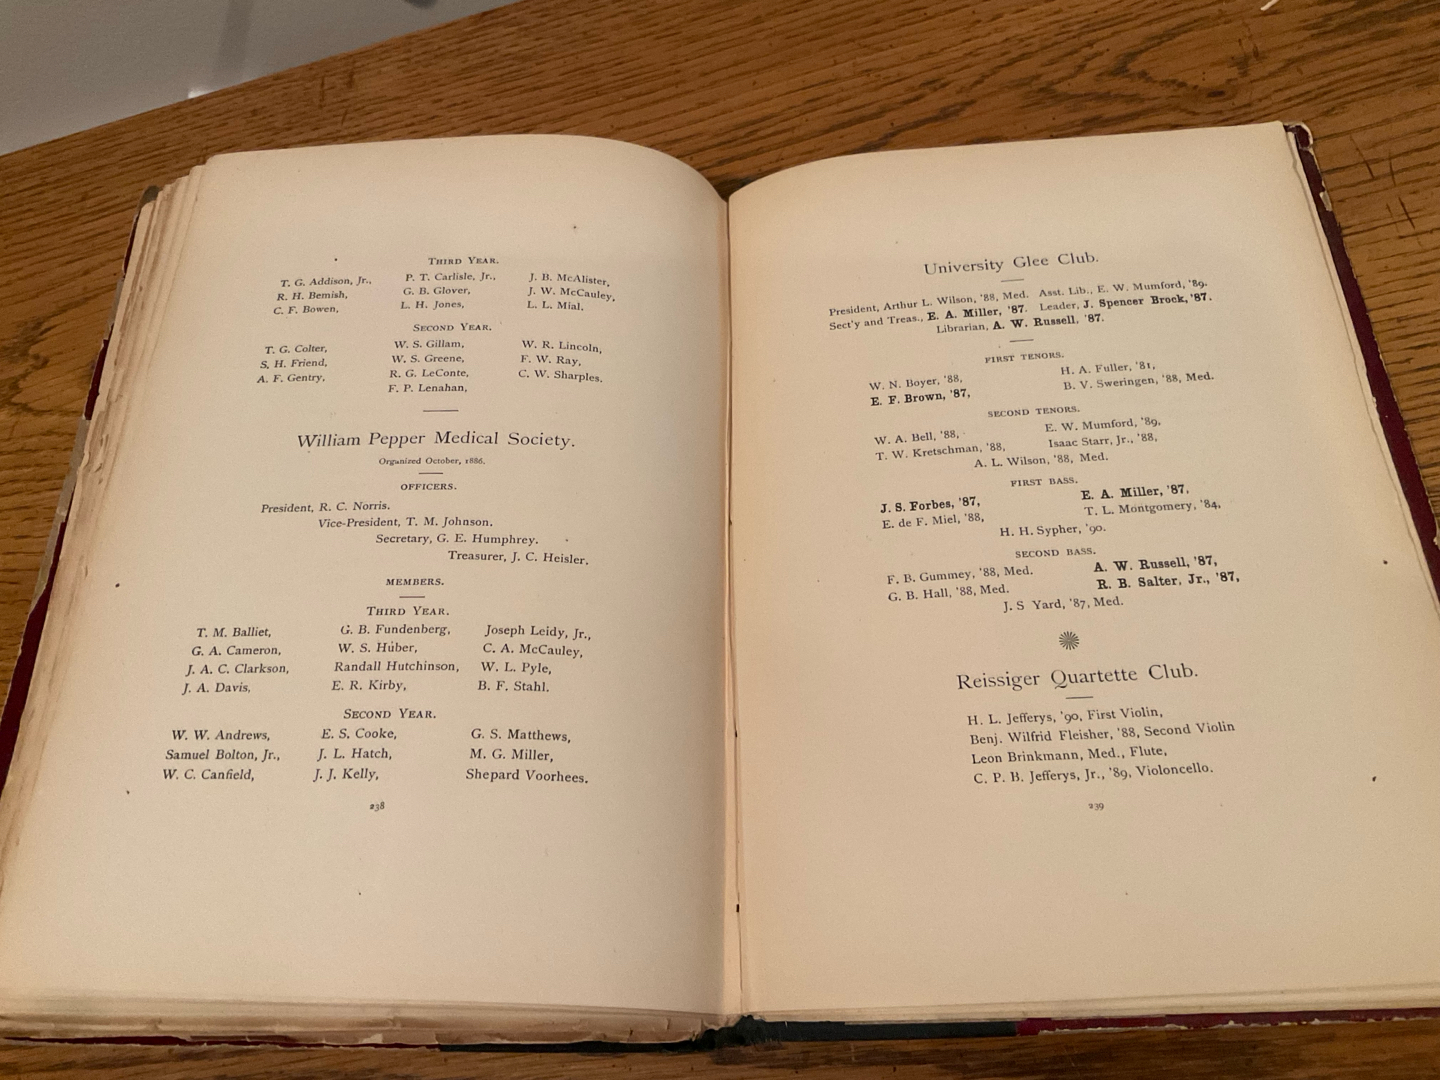 THIRD YEAR.
T. G. Addison, Jr., P. T. Carlisle, Jr., J. B. McAlister,
R. H. Bemish, G. B. Glover, J. W. McCauley,
C. F. Bowen, L. H. Jones, L. L. Mial.
SECOND YEAR.
T. G. Colter, W. S. Gillam, W. R. Lincoln,
S. H. Friend, W. S. Greene, F. W. Ray,
A. F. Gentry, R. G. LeConte, C. W. Sharples.
F. P. Lenahan,
William Pepper Medical Society.
Organized October, 1886.
OFFICERS.
President, R. C. Norris.
Vice-President, T. M. Johnson.
Secretary, G. E. Humphrey.
Treasurer, J. C. Heisler.
MEMBERS.
THIRD YEAR.
T. M. Balliet, G. B. Fundenberg, Joseph Leidy, Jr.,
G. A. Cameron, W. S. Huber, C. A. McCauley,
J. A. C. Clarkson, Randall Hutchinson, W. L. Pyle,
J. A. Davis, E. R. Kirby, B. F. Stahl.
SECOND YEAR.
W. W. Andrews, E. S. Cooke, G. S. Matthews,
Samuel Bolton, Jr., J. L. Hatch, M. G. Miller,
W. C. Canfield, J. J. Kelly, Shepard Voorhees.
238
University Glee Club.
President, Arthur L. Wilson, '88, Med. Asst. Lib., E. W. Mumford, '89.
Sect'y and Treas., E. A. Miller, '87. Leader, J. Spencer Brock, '87.
Librarian, A. W. Russell, '87.
FIRST TENORS.
W. N. Boyer, '88, H. A. Fuller, '81,
E. F. Brown, '87, B. V. Sweringen, '88, Med.
SECOND TENORS.
W. A. Bell, '88, E. W. Mumford, '89,
T. W. Kretschman, '88, Isaac Starr, Jr., '88,
A. L. Wilson, '88, Med.
FIRST BASS.
J. S. Forbes, '87, E. A. Miller, '87,
E. de F. Miel, '88, T. L. Montgomery, '84,
H. H. Sypher, '90.
SECOND BASS.
F. B. Gummey, '88, Med. A. W. Russell, '87,
G. B. Hall, '88, Med. R. B. Salter, Jr., '87,
J. S Yard, '87, Med.
Reissiger Quartette Club.
H. L. Jefferys, '90, First Violin,
Benj. Wilfrid Fleisher, '88, Second Violin
Leon Brinkmann, Med., Flute,
C. P. B. Jefferys, Jr., '89, Violoncello.
239